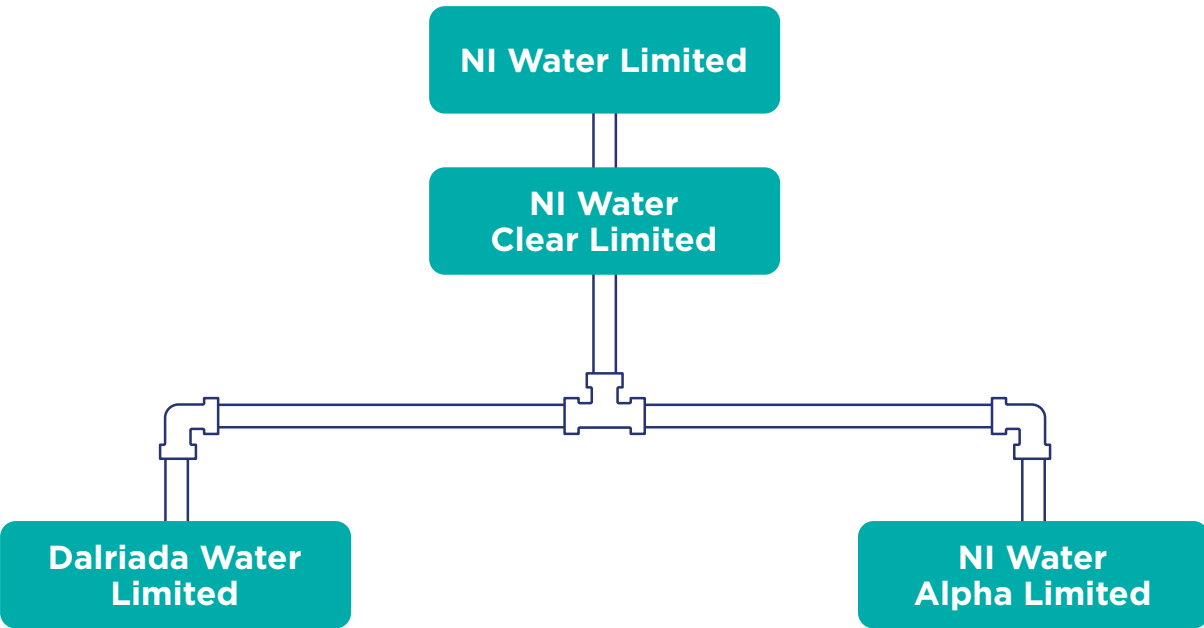 NI Water Limited
NI Water
Clear Limited
Dalriada Water
Limited
NI Water
Alpha Limited